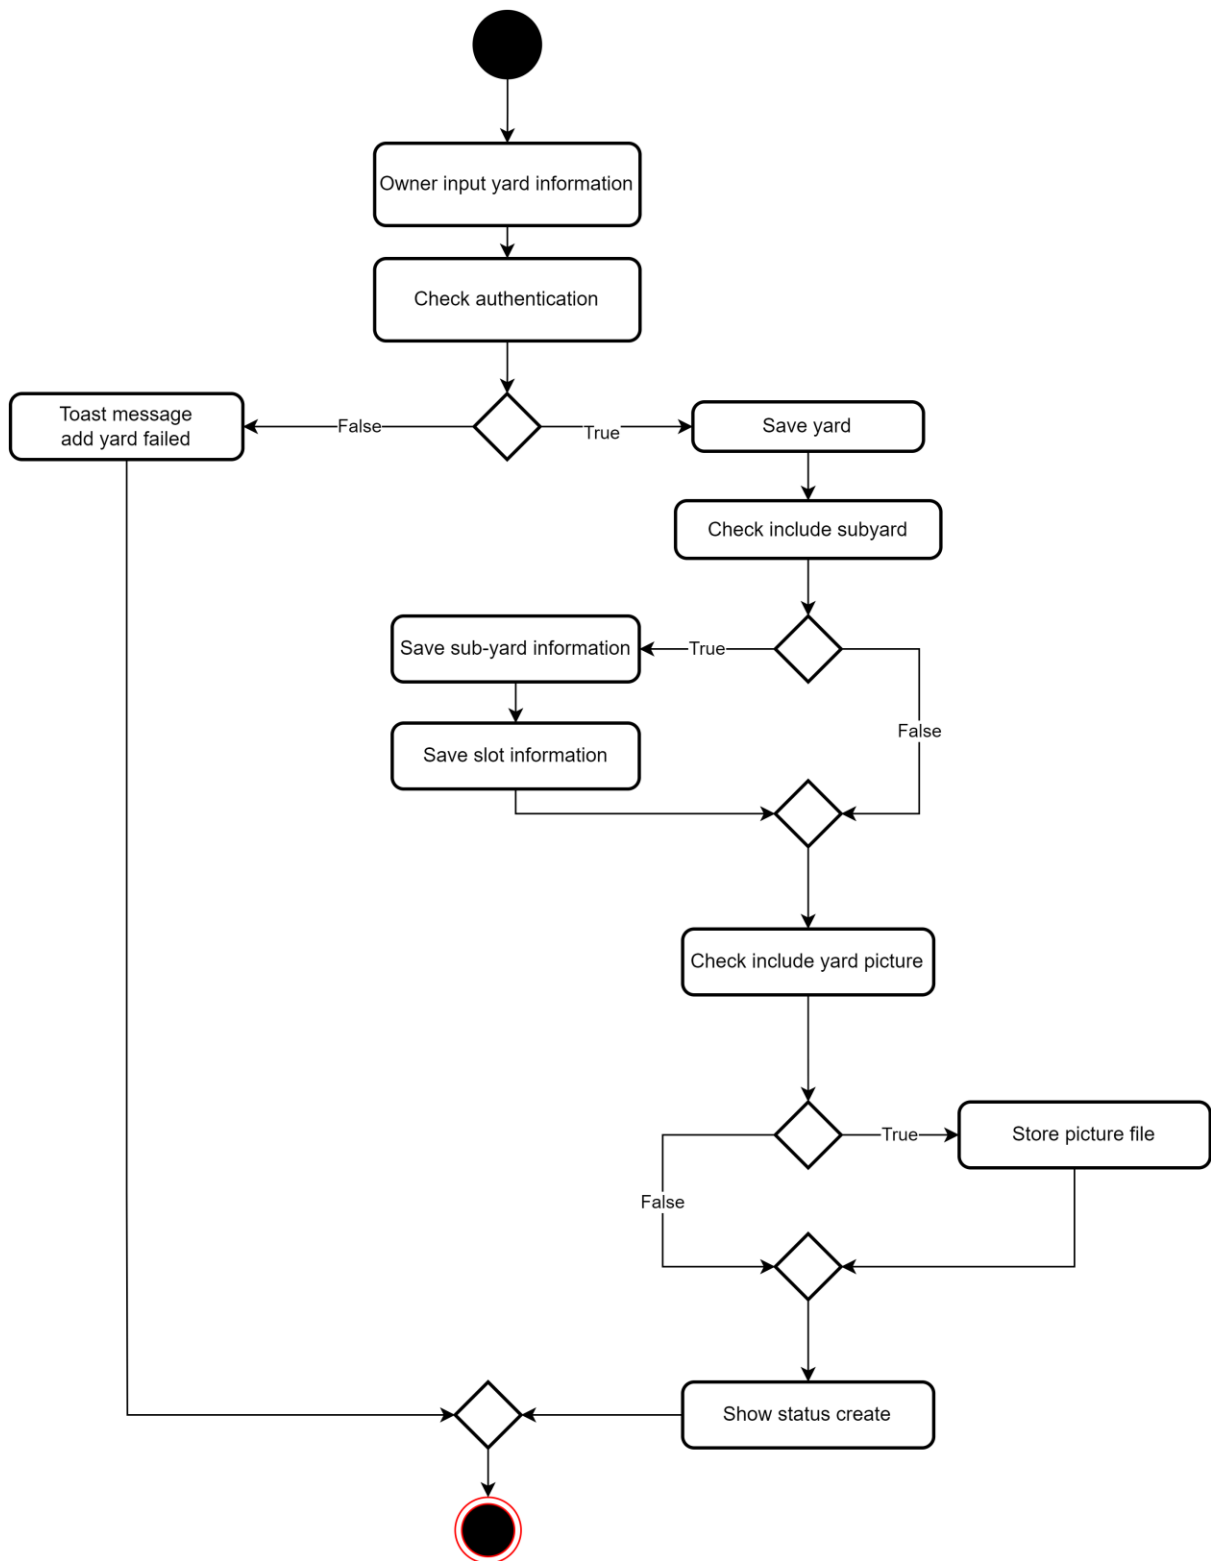 Owner input yard information
Check authentication
Toast message
add yard failed
False
True
Save yard
Check include subyard
Save sub-yard information
True
False
Save slot information
Check include yard picture
True
Store picture file
False
Show status create